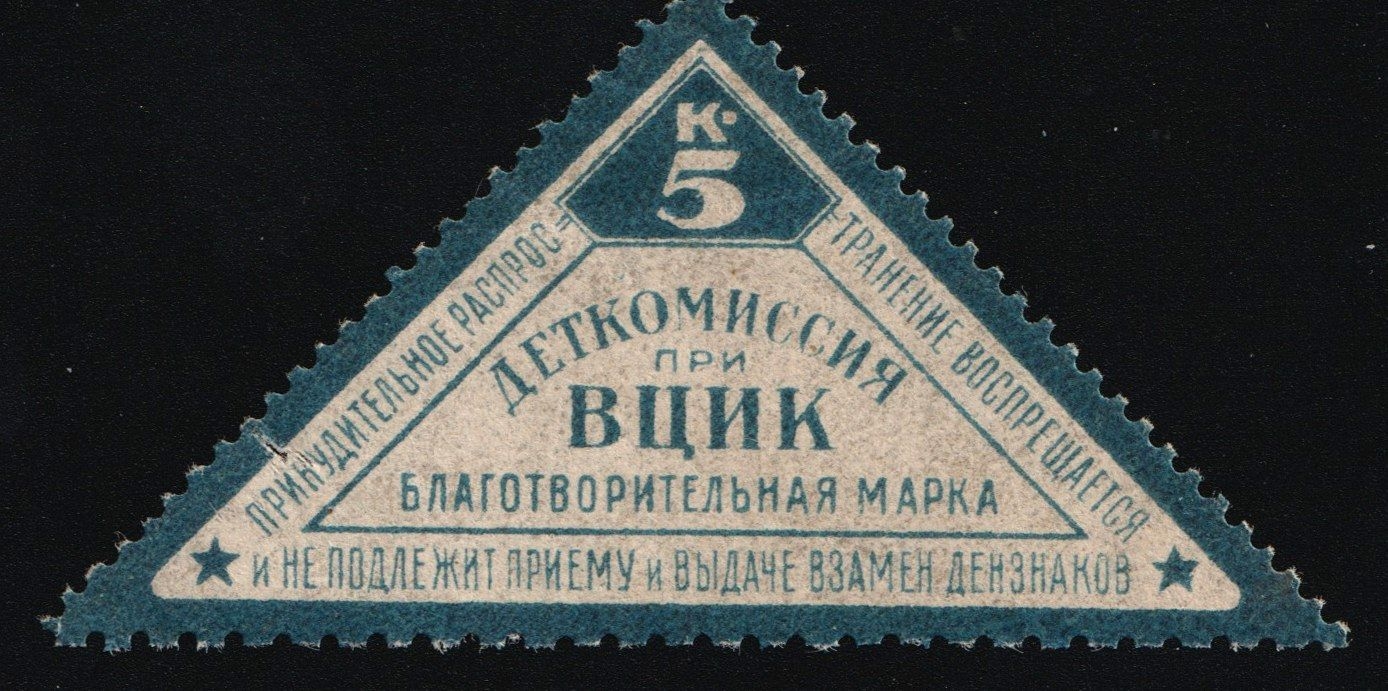 К.
5
ПРИНУДИТЕЛЬНОЕ РАСПРОС=
=ТРАНЕНИЕ ВОСПРЕЩАЕТСЯ
ДЕТКОМИССИЯ
ПРИ
ВЦИК
БЛАГОТВОРИТЕЛЬНАЯ МАРКА
и НЕ ПОДЛЕЖИТ ПРИЕМУ и ВЫДАЧЕ ВЗАМЕН ДЕНЗНАКОВ